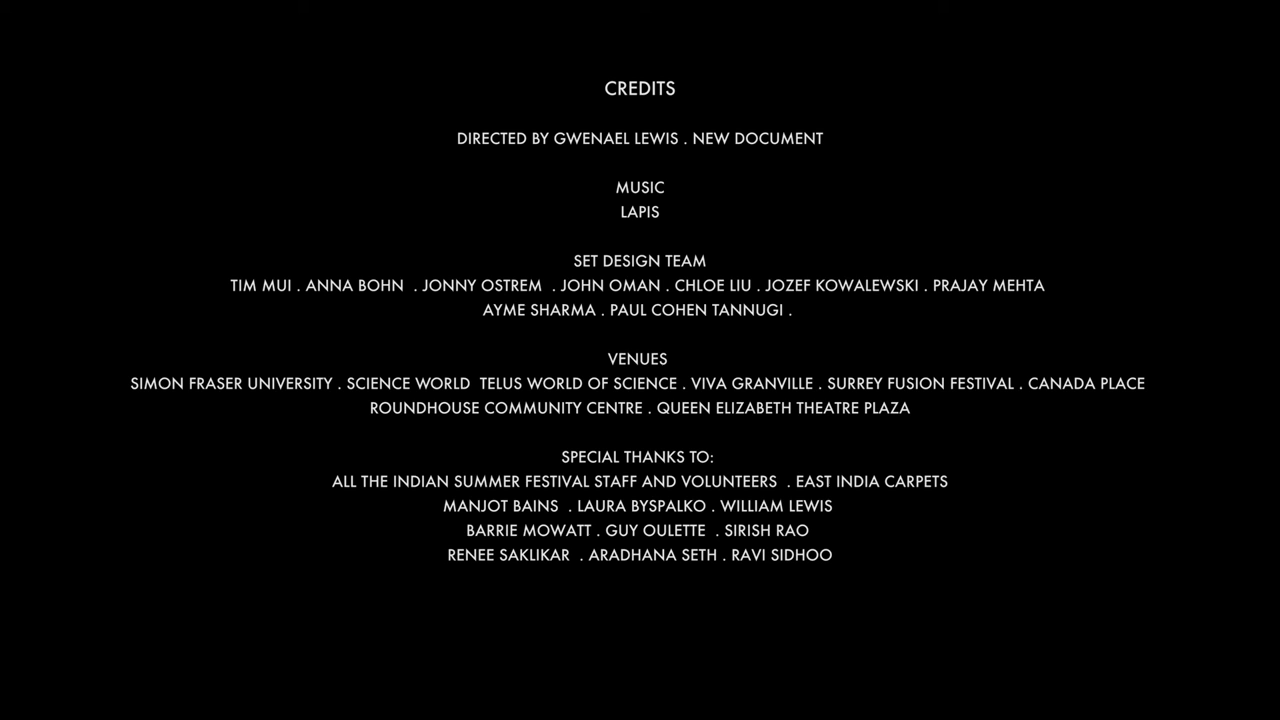 CREDITS
DIRECTED BY GWENAEL LEWIS . NEW DOCUMENT
MUSIC
LAPIS
SET DESIGN TEAM
TIM MUI . ANNA BOHN . JONNY OSTREM . JOHN OMAN . CHLOE LIU . JOZEF KOWALEWSKI . PRAJAY MEHTA
AYME SHARMA . PAUL COHEN TANNUGI .
VENUES
SIMON FRASER UNIVERSITY . SCIENCE WORLD TELUS WORLD OF SCIENCE . VIVA GRANVILLE . SURREY FUSION FESTIVAL . CANADA PLACE
ROUNDHOUSE COMMUNITY CENTRE . QUEEN ELIZABETH THEATRE PLAZA
SPECIAL THANKS TO:
ALL THE INDIAN SUMMER FESTIVAL STAFF AND VOLUNTEERS . EAST INDIA CARPETS
MANJOT BAINS . LAURA BYSPALKO . WILLIAM LEWIS
BARRIE MOWATT . GUY OULETTE . SIRISH RAO
RENEE SAKLIKAR . ARADHANA SETH . RAVI SIDHOO